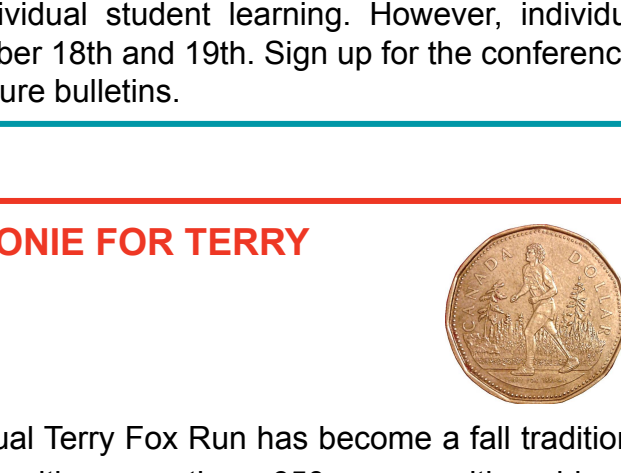 ividual student learning. However, individu
ber 18th and 19th. Sign up for the conferenc
ure bulletins.
ONIE FOR TERRY
CANADA DOLLAR
ual Terry Fox Run has become a fall tradition